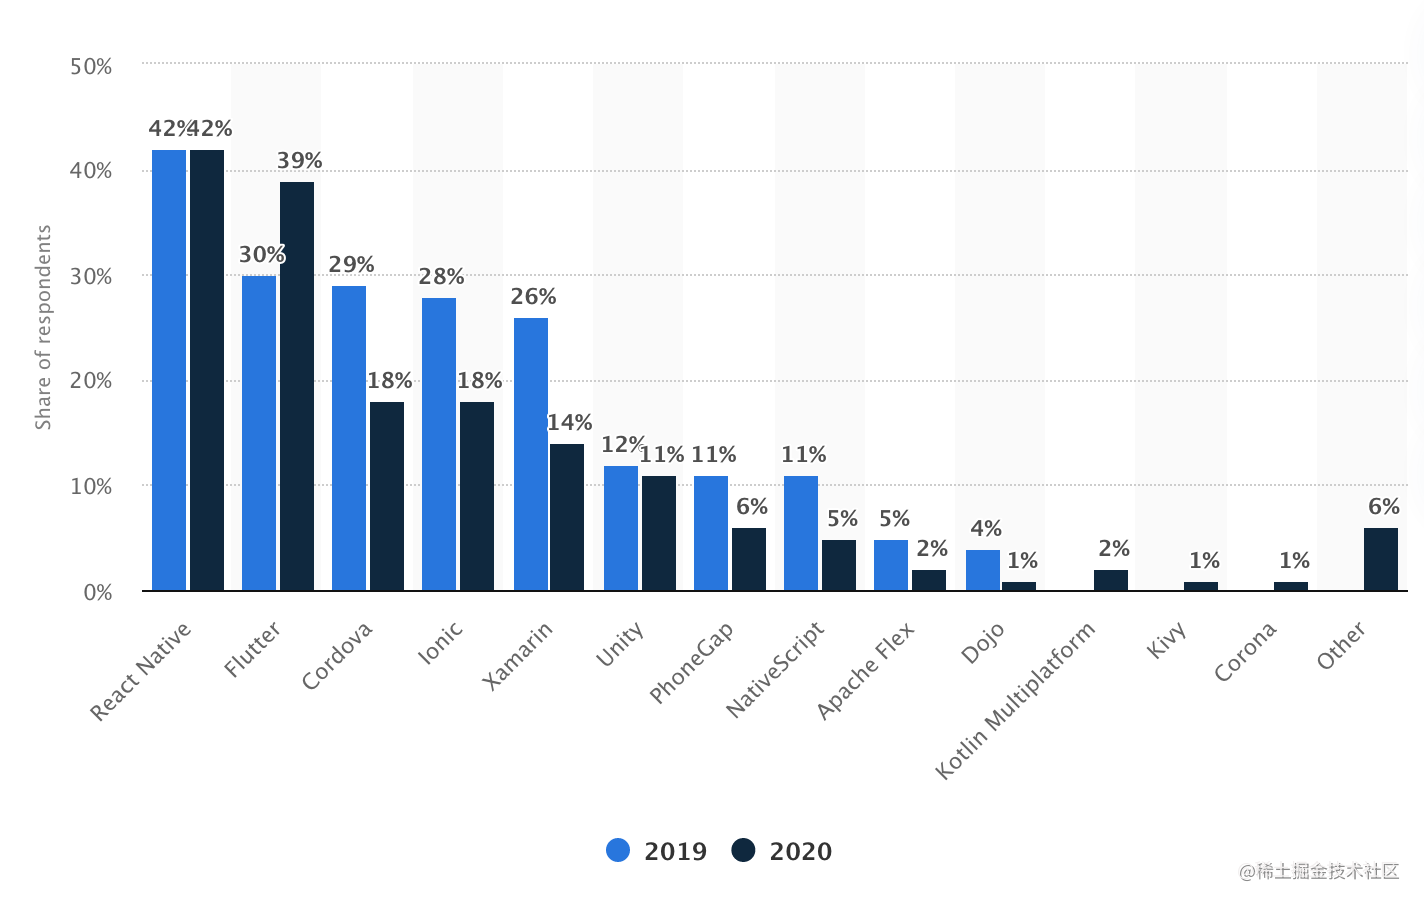 50%
40%
30%
20%
10%
0%
Share of respondents
42%
42%
30%
39%
29%
18%
28%
18%
26%
14%
12%
11%
11%
6%
11%
5%
5%
2%
4%
1%
2%
1%
1%
6%
React Native
Flutter
Cordova
Ionic
Xamarin
Unity
PhoneGap
NativeScript
Apache Flex
Dojo
Kotlin Multiplatform
Kivy
Corona
Other
2019 2020
@稀土掘金技术社区